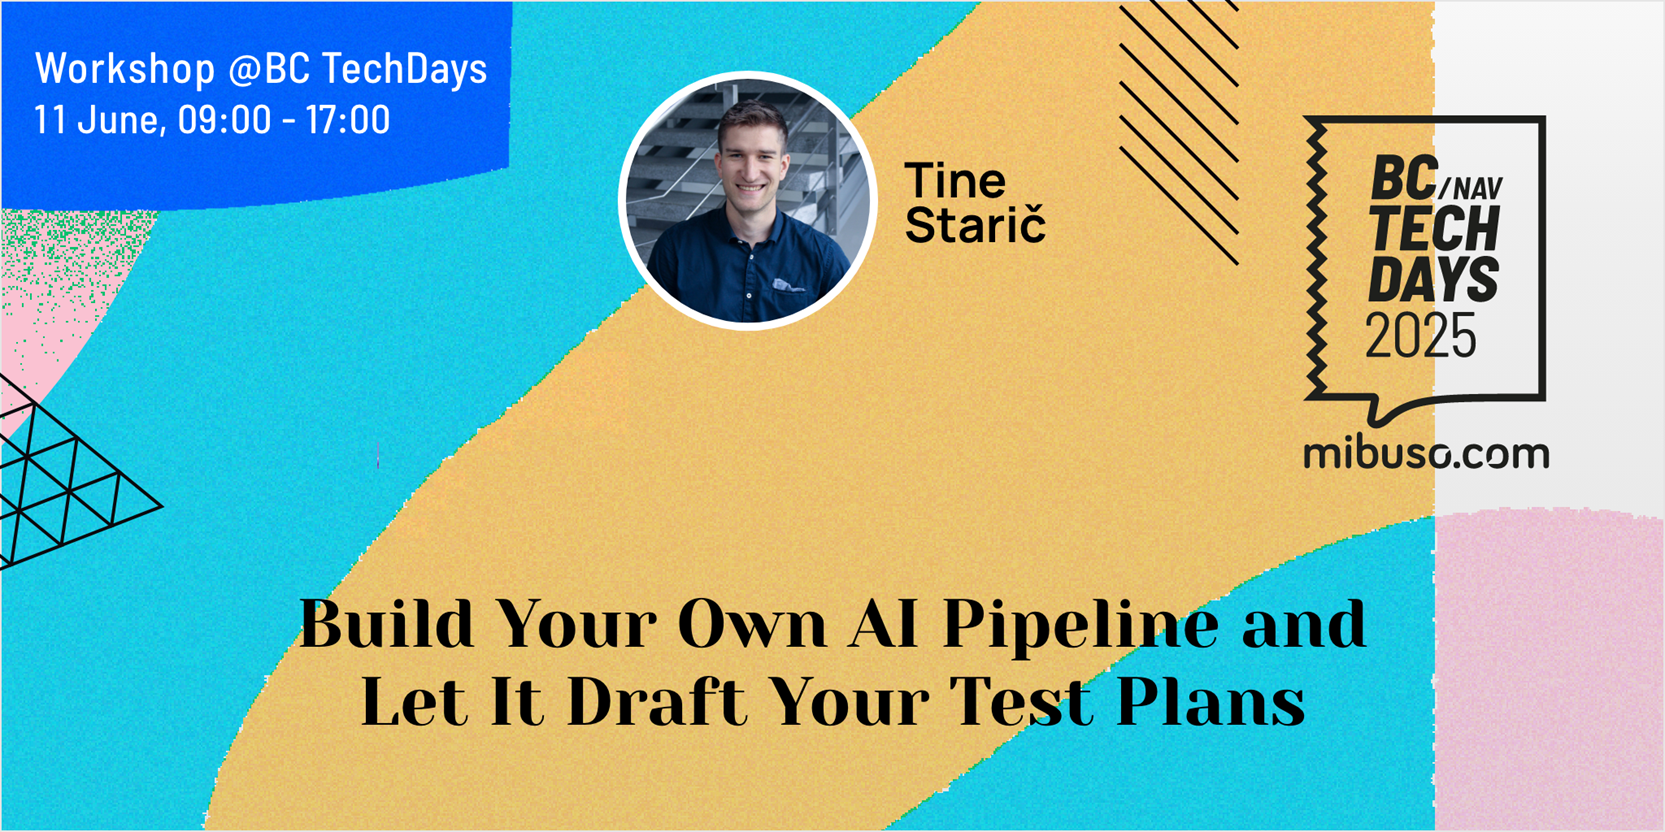 Workshop @BC TechDays
11 June, 09:00 - 17:00
Tine
Starič
BC/NAV
TECH
DAYS
2025
mibuso.com
Build Your Own AI Pipeline and
Let It Draft Your Test Plans